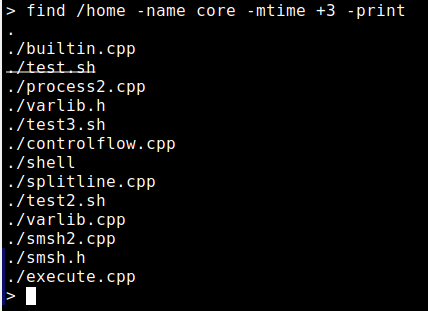 > find /home -name core -mtime +3 -print
.
./builtin.cpp
./test.sh
./process2.cpp
./varlib.h
./test3.sh
./controlflow.cpp
./shell
./splitline.cpp
./test2.sh
./varlib.cpp
./smsh2.cpp
./smsh.h
./execute.cpp
>